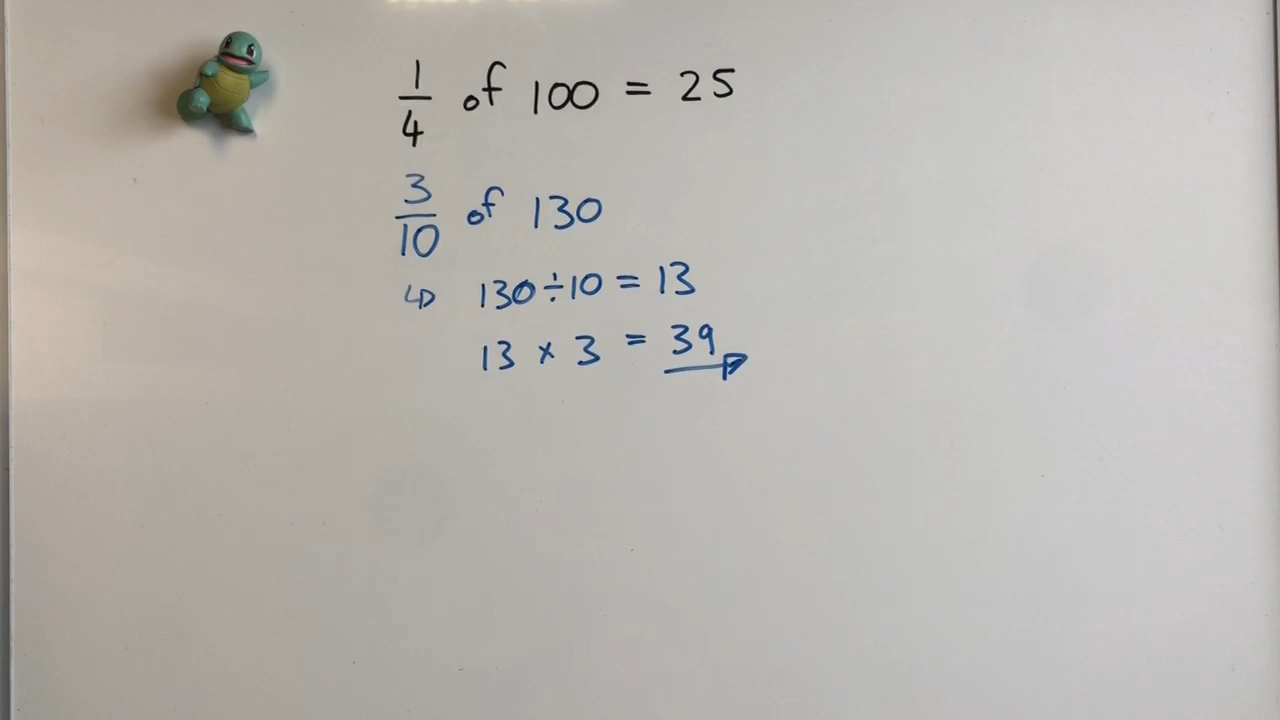 1/4 of 100 = 25
3/10 of 130
↳ 130÷10 = 13
13 × 3 = 39